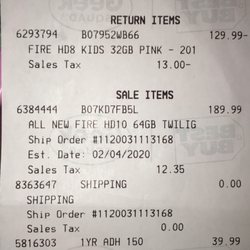 RETURN ITEMS
6293794 B07952WB66 129.99-
FIRE HD8 KIDS 32GB PINK - 201
Sales Tax 13.00-
SALE ITEMS
6384444 B07KD7FB5L 189.99
ALL NEW FIRE HD10 64GB TWILIG
Ship Order #1120031113168
Est. Date: 02/04/2020
Sales Tax 12.35
8363647 SHIPPING 0.00
SHIPPING
Ship Order #1120031113168
Sales Tax 0.00
5816303 1YR ADH 150 39.99